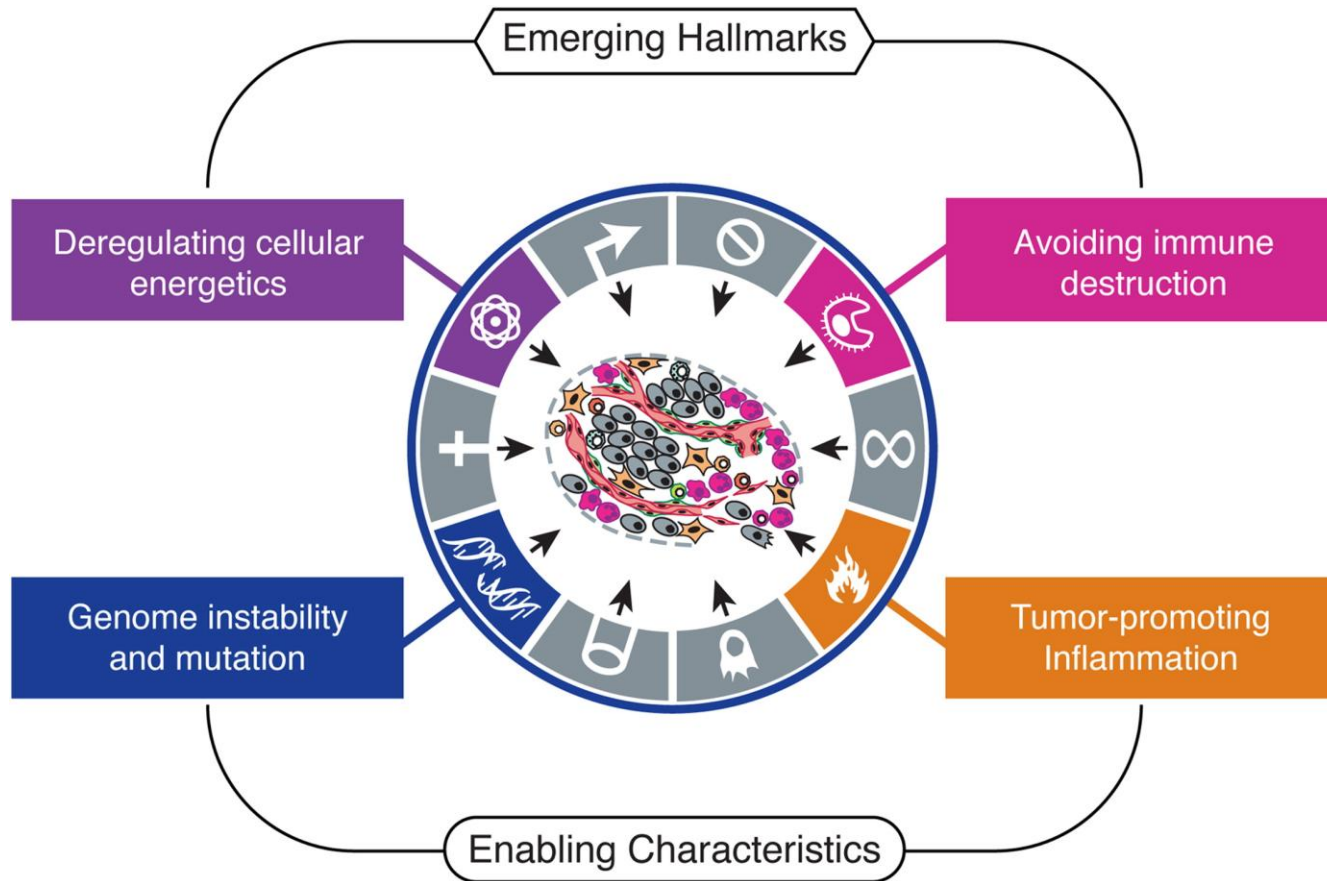 Emerging Hallmarks
Deregulating cellular
energetics
Avoiding immune
destruction
Genome instability
and mutation
Tumor-promoting
Inflammation
Enabling Characteristics